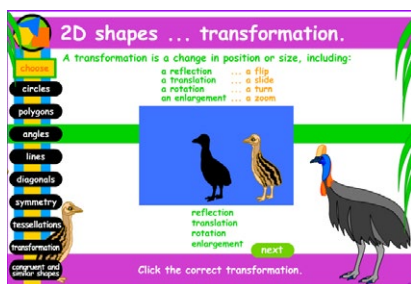 2D shapes ... transformation.
A transformation is a change in position or size, including:
a reflection ... a flip
a translation ... a slide
a rotation ... a turn
an enlargement ... a zoom
choose
circles
polygons
angles
lines
diagonals
symmetry
tessellations
transformation
congruent and
similar shapes
reflection
translation
rotation
enlargement
next
Click the correct transformation.